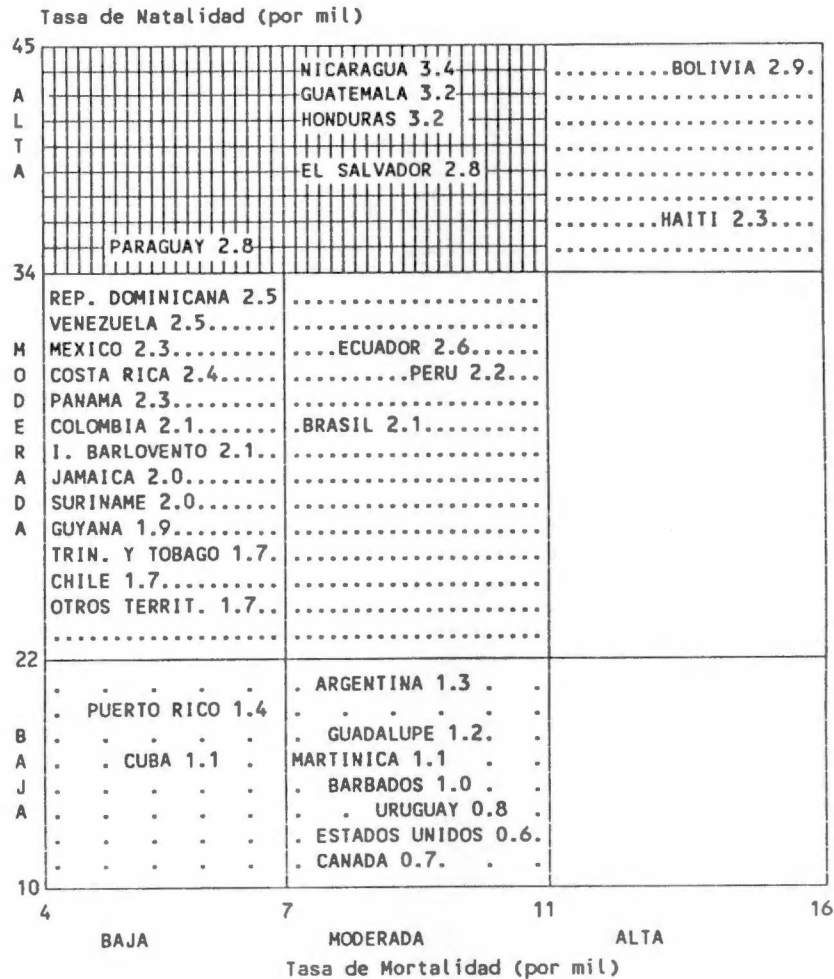 Tasa de Natalidad (por mil)
45
NICARAGUA 3.4
BOLIVIA 2.9.
A
GUATEMALA 3.2
L
HONDURAS 3.2
T
A
EL SALVADOR 2.8
HAITI 2.3
PARAGUAY 2.8
34
REP. DOMINICANA 2.5
VENEZUELA 2.5
M
MEXICO 2.3
ECUADOR 2.6
O
COSTA RICA 2.4
PERU 2.2
D
PANAMA 2.3
E
COLOMBIA 2.1
BRASIL 2.1
R
I. BARLOVENTO 2.1
A
JAMAICA 2.0
D
SURINAME 2.0
A
GUYANA 1.9
TRIN. Y TOBAGO 1.7
CHILE 1.7
OTROS TERRIT. 1.7
22
ARGENTINA 1.3
PUERTO RICO 1.4
B
GUADALUPE 1.2
A
CUBA 1.1
MARTINICA 1.1
J
BARBADOS 1.0
A
URUGUAY 0.8
ESTADOS UNIDOS 0.6
CANADA 0.7
10
4 7 11 16
BAJA MODERADA ALTA
Tasa de Mortalidad (por mil)